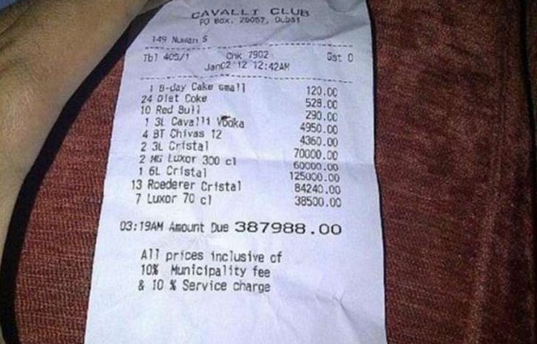 CAVALLI CLUB
PO BOX. 26057, DUBAI
149 Numan S
Tbl 405/1 Chk 7902 Gst 0
Jan02'12 12:42AM
1 B-day Cake small 120.00
24 Diet Coke 528.00
10 Red Bull 290.00
1 3L Cavalli Vodka 4950.00
4 BT Chivas 12 4360.00
2 3L Cristal 70000.00
2 MG Luxor 300 cl 60000.00
1 6L Cristal 125000.00
13 Roederer Cristal 84240.00
7 Luxor 70 cl 38500.00
03:19AM Amount Due 387988.00
All prices inclusive of
10% Municipality fee
& 10 % Service charge